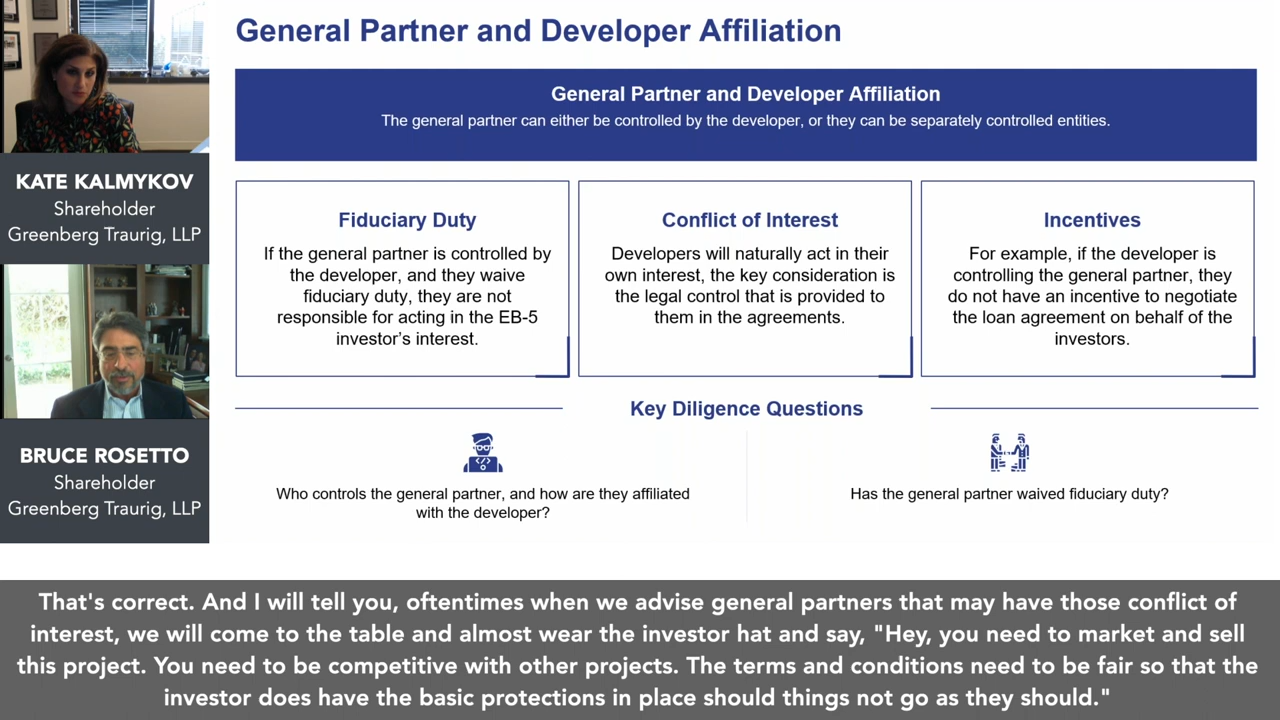 General Partner and Developer Affiliation
General Partner and Developer Affiliation
The general partner can either be controlled by the developer, or they can be separately controlled entities.
KATE KALMYKOV
Shareholder
Greenberg Traurig, LLP
BRUCE ROSETTO
Shareholder
Greenberg Traurig, LLP
Fiduciary Duty
If the general partner is controlled by
the developer, and they waive
fiduciary duty, they are not
responsible for acting in the EB-5
investor's interest.
Conflict of Interest
Developers will naturally act in their
own interest, the key consideration is
the legal control that is provided to
them in the agreements.
Incentives
For example, if the developer is
controlling the general partner, they
do not have an incentive to negotiate
the loan agreement on behalf of the
investors.
Key Diligence Questions
Who controls the general partner, and how are they affiliated
with the developer?
Has the general partner waived fiduciary duty?
That's correct. And I will tell you, oftentimes when we advise general partners that may have those conflict of
interest, we will come to the table and almost wear the investor hat and say, "Hey, you need to market and sell
this project. You need to be competitive with other projects. The terms and conditions need to be fair so that the
investor does have the basic protections in place should things not go as they should."